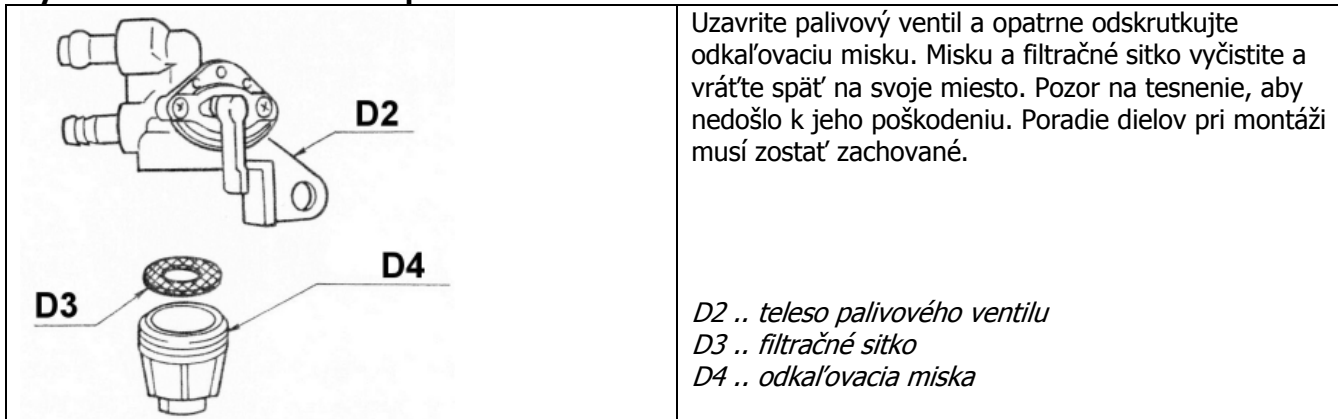 D2
D4
D3
Uzavrite palivový ventil a opatrne odskrutkujte
odkaľovaciu misku. Misku a filtračné sitko vyčistite a
vráťte späť na svoje miesto. Pozor na tesnenie, aby
nedošlo k jeho poškodeniu. Poradie dielov pri montáži
musí zostať zachované.
D2 .. teleso palivového ventilu
D3 .. filtračné sitko
D4 .. odkaľovacia miska